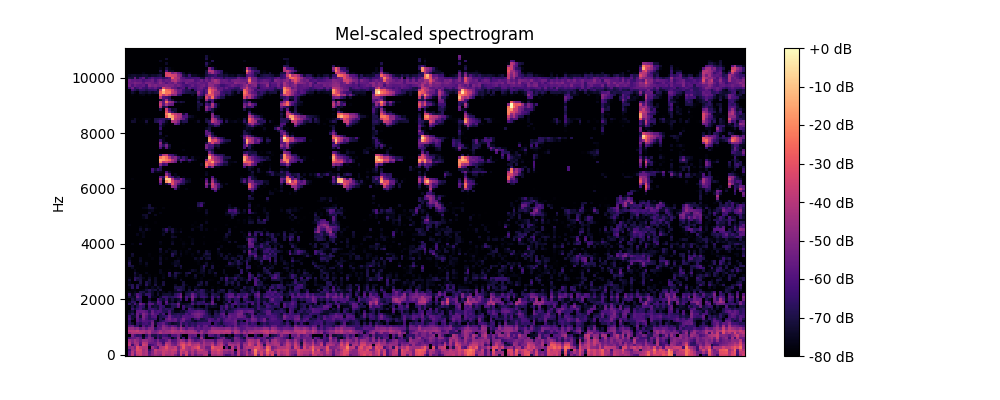 Mel-scaled spectrogram
Hz
10000
8000
6000
4000
2000
0
+0 dB
-10 dB
-20 dB
-30 dB
-40 dB
-50 dB
-60 dB
-70 dB
-80 dB